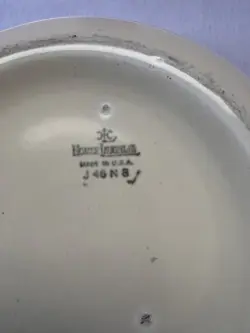 HOMER LAUGHLIN
MADE IN U.S.A.
J 46 N 8